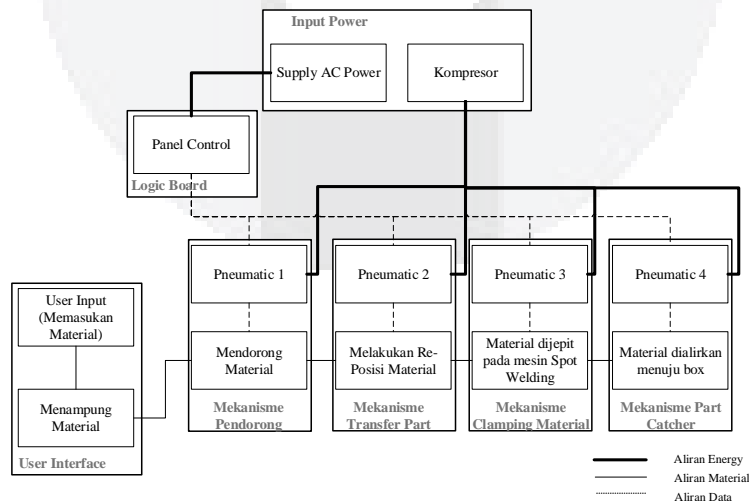 Input Power
Supply AC Power
Kompresor
Panel Control
Logic Board
Pneumatic 1
Pneumatic 2
Pneumatic 3
Pneumatic 4
User Input
(Memasukan
Material)
Menampung
Material
User Interface
Mendorong
Material
Mekanisme
Pendorong
Melakukan Re-
Posisi Material
Mekanisme
Transfer Part
Material dijepit
pada mesin Spot
Welding
Mekanisme
Clamping Material
Material dialirkan
menuju box
Mekanisme Part
Catcher
Aliran Energy
Aliran Material
Aliran Data